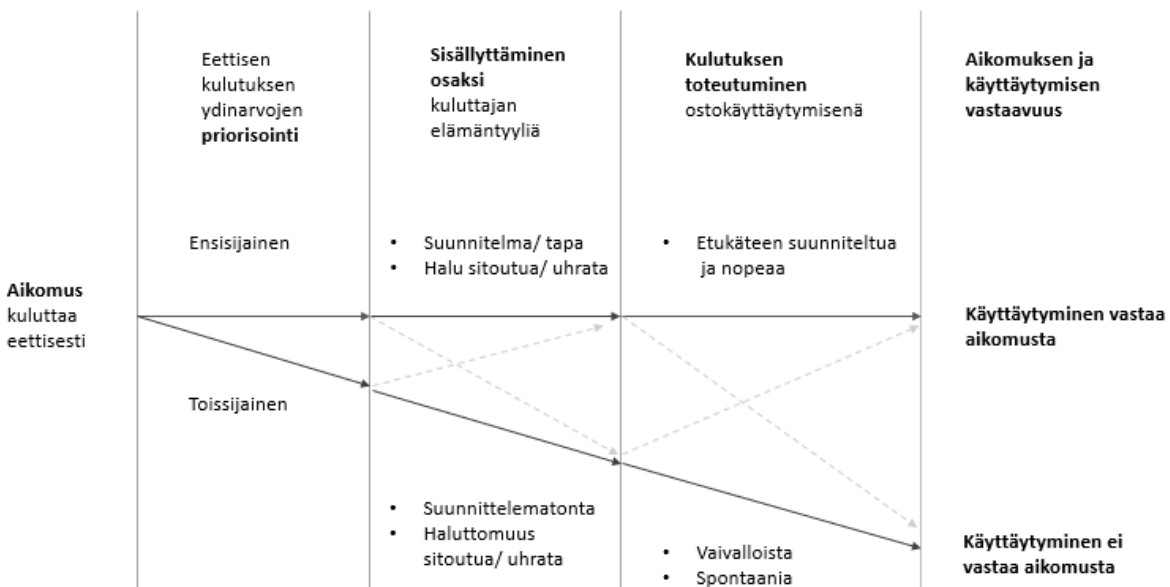 Eettisen
kulutuksen
ydinarvojen
priorisointi
Sisällyttäminen
osaksi
kuluttajan
elämäntyyliä
Kulutuksen
toteutuminen
ostokäyttäytymisenä
Aikomuksen ja
käyttäytymisen
vastaavuus
Ensisijainen
• Suunnitelma/ tapa
• Halu sitoutua/ uhrata
• Etukäteen suunniteltua
ja nopeaa
Aikomus
kuluttaa
eettisesti
Käyttäytyminen vastaa
aikomusta
Toissijainen
• Suunnittelematonta
• Haluttomuus
sitoutua/ uhrata
• Vaivalloista
• Spontaania
Käyttäytyminen ei
vastaa aikomusta